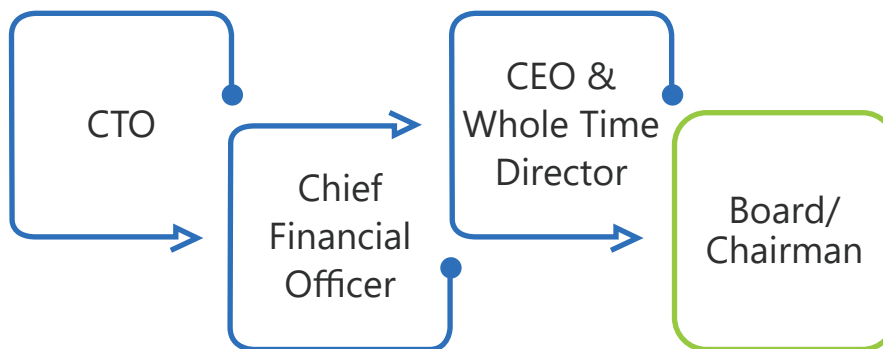 CTO
Chief
Financial
Officer
CEO &
Whole Time
Director
Board/
Chairman